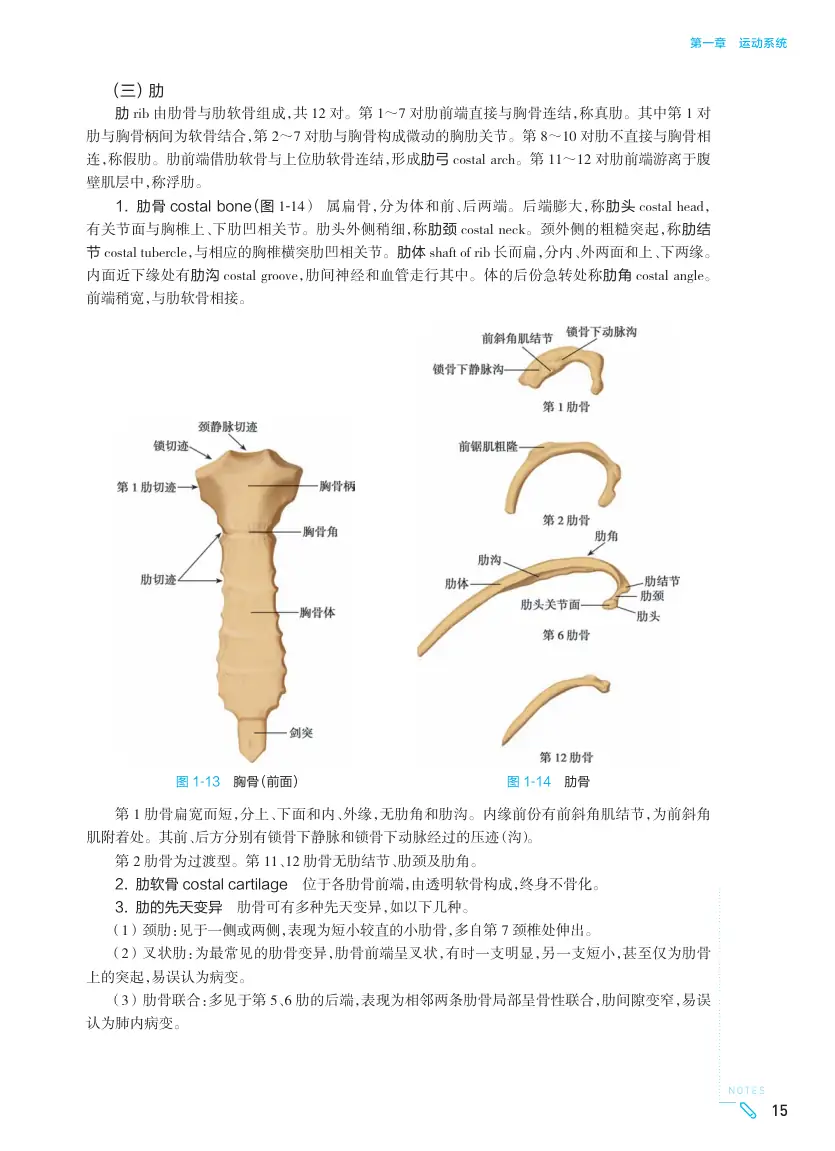 第一章 运动系统
（三）肋
肋 rib 由肋骨与肋软骨组成，共 12 对。第 1～7 对肋前端直接与胸骨连结，称真肋。其中第 1 对
肋与胸骨柄间为软骨结合，第 2～7 对肋与胸骨构成微动的胸肋关节。第 8～10 对肋不直接与胸骨相
连，称假肋。肋前端借肋软骨与上位肋软骨连结，形成肋弓 costal arch。第 11～12 对肋前端游离于腹
壁肌层中，称浮肋。
1. 肋骨 costal bone（图 1-14） 属扁骨，分为体和前、后两端。后端膨大，称肋头 costal head，
有关节面与胸椎上、下肋凹相关节。肋头外侧稍细，称肋颈 costal neck。颈外侧的粗糙突起，称肋结
节 costal tubercle，与相应的胸椎横突肋凹相关节。肋体 shaft of rib 长而扁，分内、外两面和上、下两缘。
内面近下缘处有肋沟 costal groove，肋间神经和血管走行其中。体的后份急转处称肋角 costal angle。
前端稍宽，与肋软骨相接。
颈静脉切迹
锁切迹
第 1 肋切迹
胸骨柄
胸骨角
肋切迹
胸骨体
剑突
图 1-13 胸骨（前面）
前斜角肌结节
锁骨下动脉沟
锁骨下静脉沟
第 1 肋骨
前锯肌粗隆
第 2 肋骨
肋角
肋沟
肋体
肋结节
肋颈
肋头关节面
肋头
第 6 肋骨
第 12 肋骨
图 1-14 肋骨
第 1 肋骨扁宽而短，分上、下面和内、外缘，无肋角和肋沟。内缘前份有前斜角肌结节，为前斜角
肌附着处。其前、后方分别有锁骨下静脉和锁骨下动脉经过的压迹（沟）。
第 2 肋骨为过渡型。第 11、12 肋骨无肋结节、肋颈及肋角。
2. 肋软骨 costal cartilage 位于各肋骨前端，由透明软骨构成，终身不骨化。
3. 肋的先天变异 肋骨可有多种先天变异，如以下几种。
（1）颈肋：见于一侧或两侧，表现为短小较直的小肋骨，多自第 7 颈椎处伸出。
（2）叉状肋：为最常见的肋骨变异，肋骨前端呈叉状，有时一支明显，另一支短小，甚至仅为肋骨
上的突起，易误认为病变。
（3）肋骨联合：多见于第 5、6 肋的后端，表现为相邻两条肋骨局部呈骨性联合，肋间隙变窄，易误
认为肺内病变。
NOTES
15